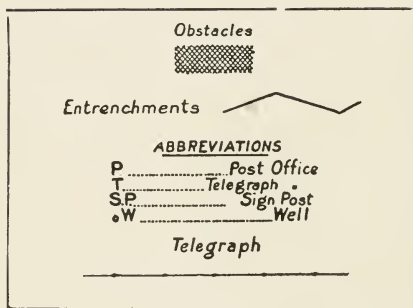 Obstacles
Entrenchments
ABBREVIATIONS
P ........ Post Office
T ........ Telegraph
S.P ........ Sign Post
W ........ Well
Telegraph